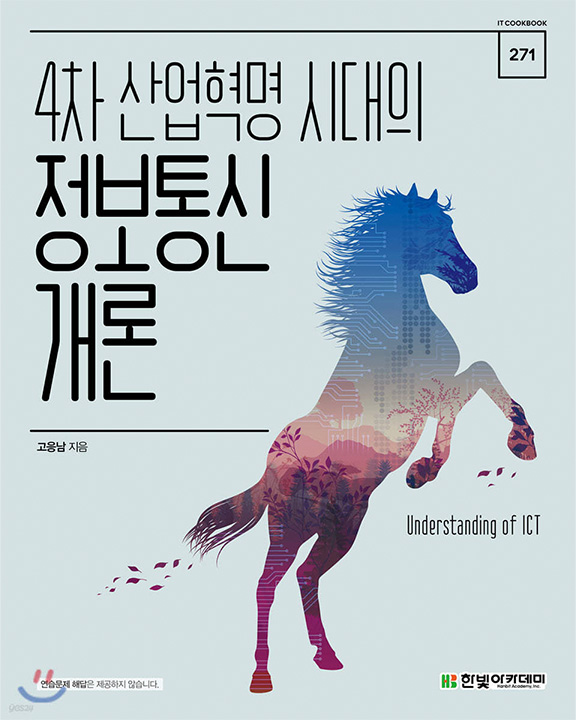 IT COOKBOOK
271
4차 산업혁명 시대의
정보통신
개론
고응남 지음
Understanding of ICT
연습문제 해답은 제공하지 않습니다.
HB 한빛아카데미
Hanbit Academy, Inc.
yes24